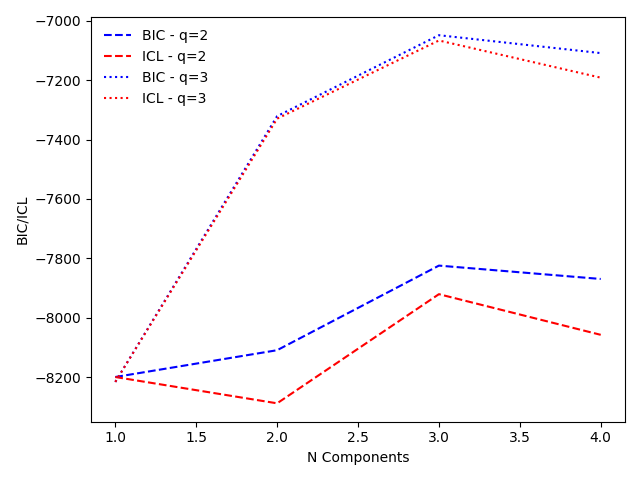 −7000
−7200
−7400
−7600
−7800
−8000
−8200
BIC/ICL
BIC - q=2
ICL - q=2
BIC - q=3
ICL - q=3
1.0 1.5 2.0 2.5 3.0 3.5 4.0
N Components